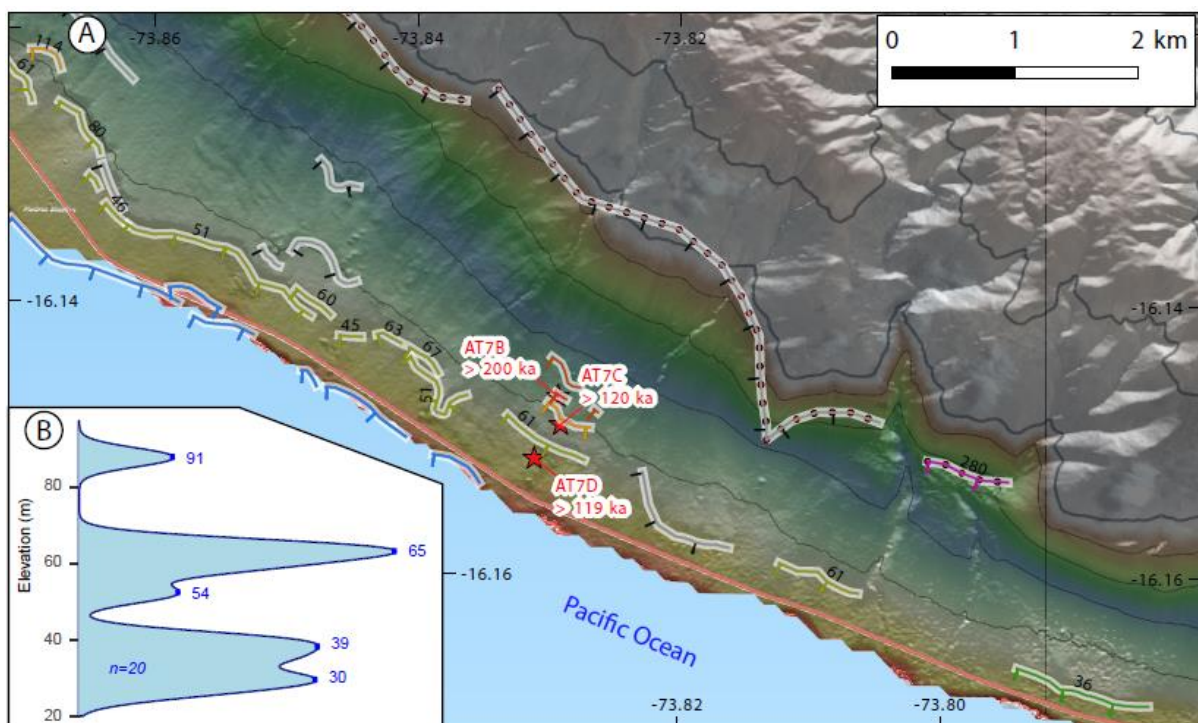 A
-73.86
-73.84
-73.82
0 1 2 km
114
61
80
46
51
-16.14
-16.14
60
45
63
67
51
AT7B
> 200 ka
AT7C
> 120 ka
61
AT7D
> 119 ka
280
61
36
-16.16
-16.16
Pacific Ocean
-73.82
-73.80
B
91
80
65
60
54
40
39
30
20
Elevation (m)
n=20